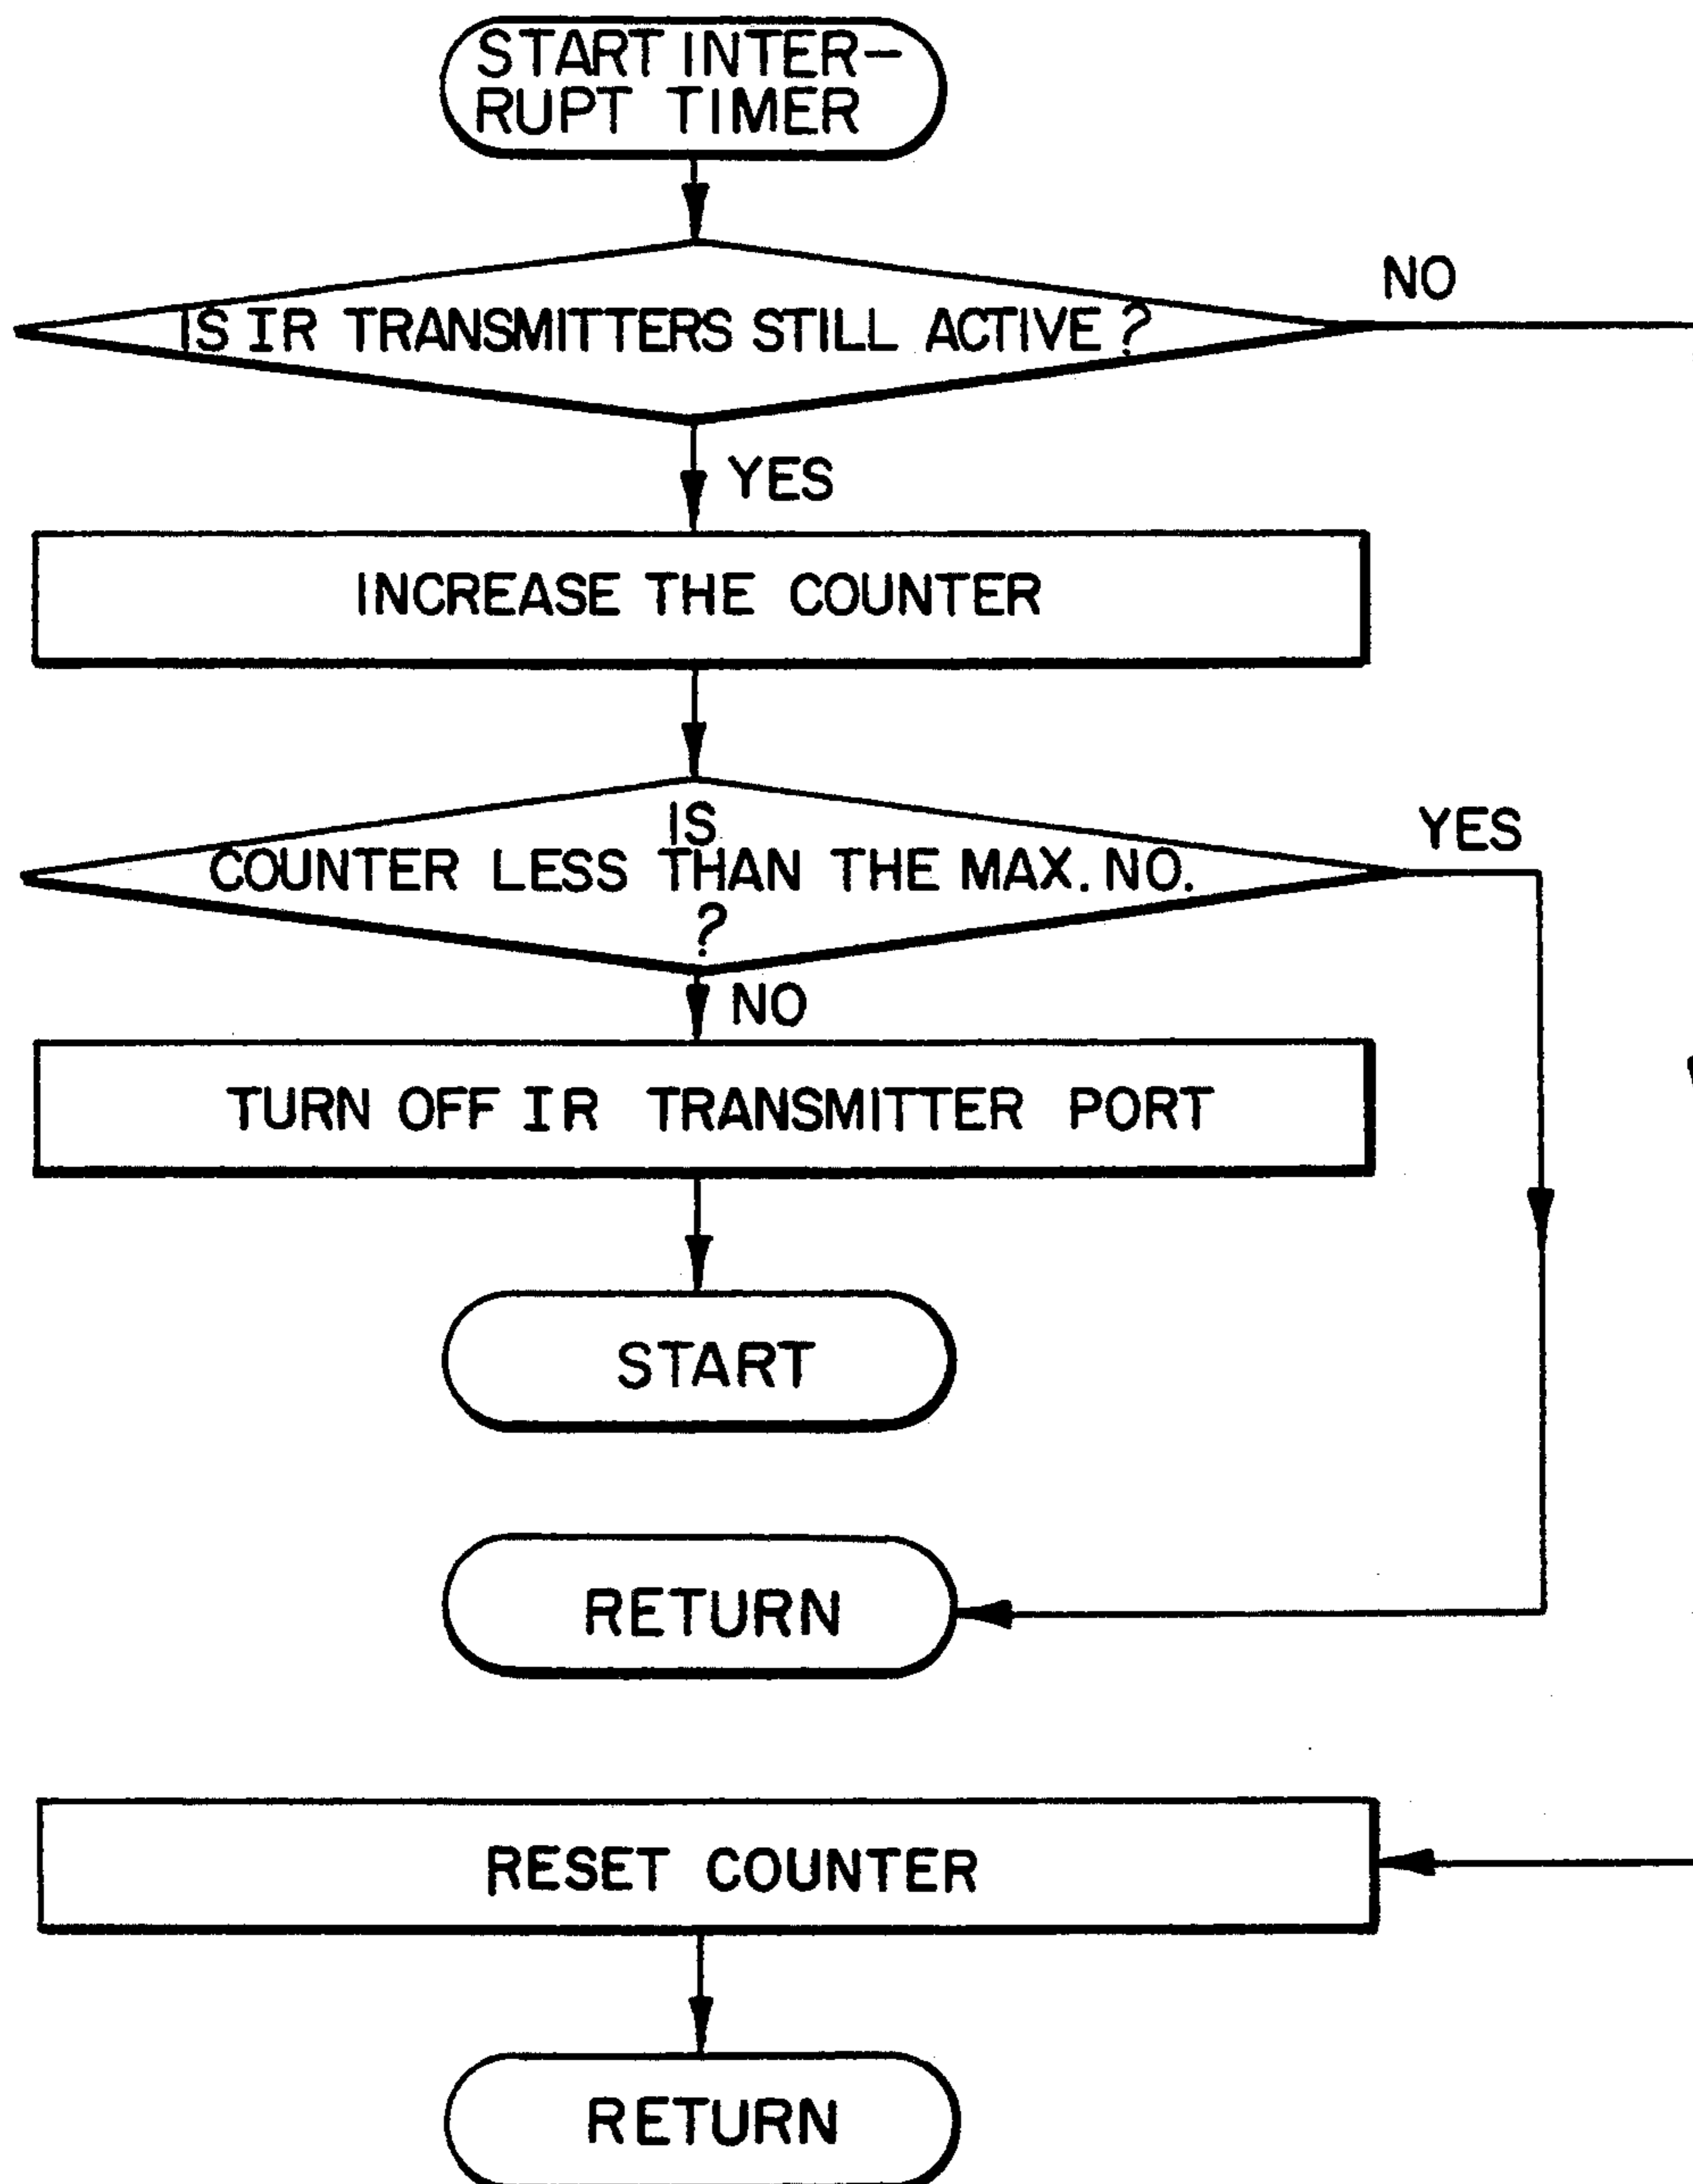 START INTER-
RUPT TIMER
NO
IS IR TRANSMITTERS STILL ACTIVE ?
YES
INCREASE THE COUNTER
YES
IS
COUNTER LESS THAN THE MAX. NO.
?
NO
TURN OFF IR TRANSMITTER PORT
START
RETURN
RESET COUNTER
RETURN